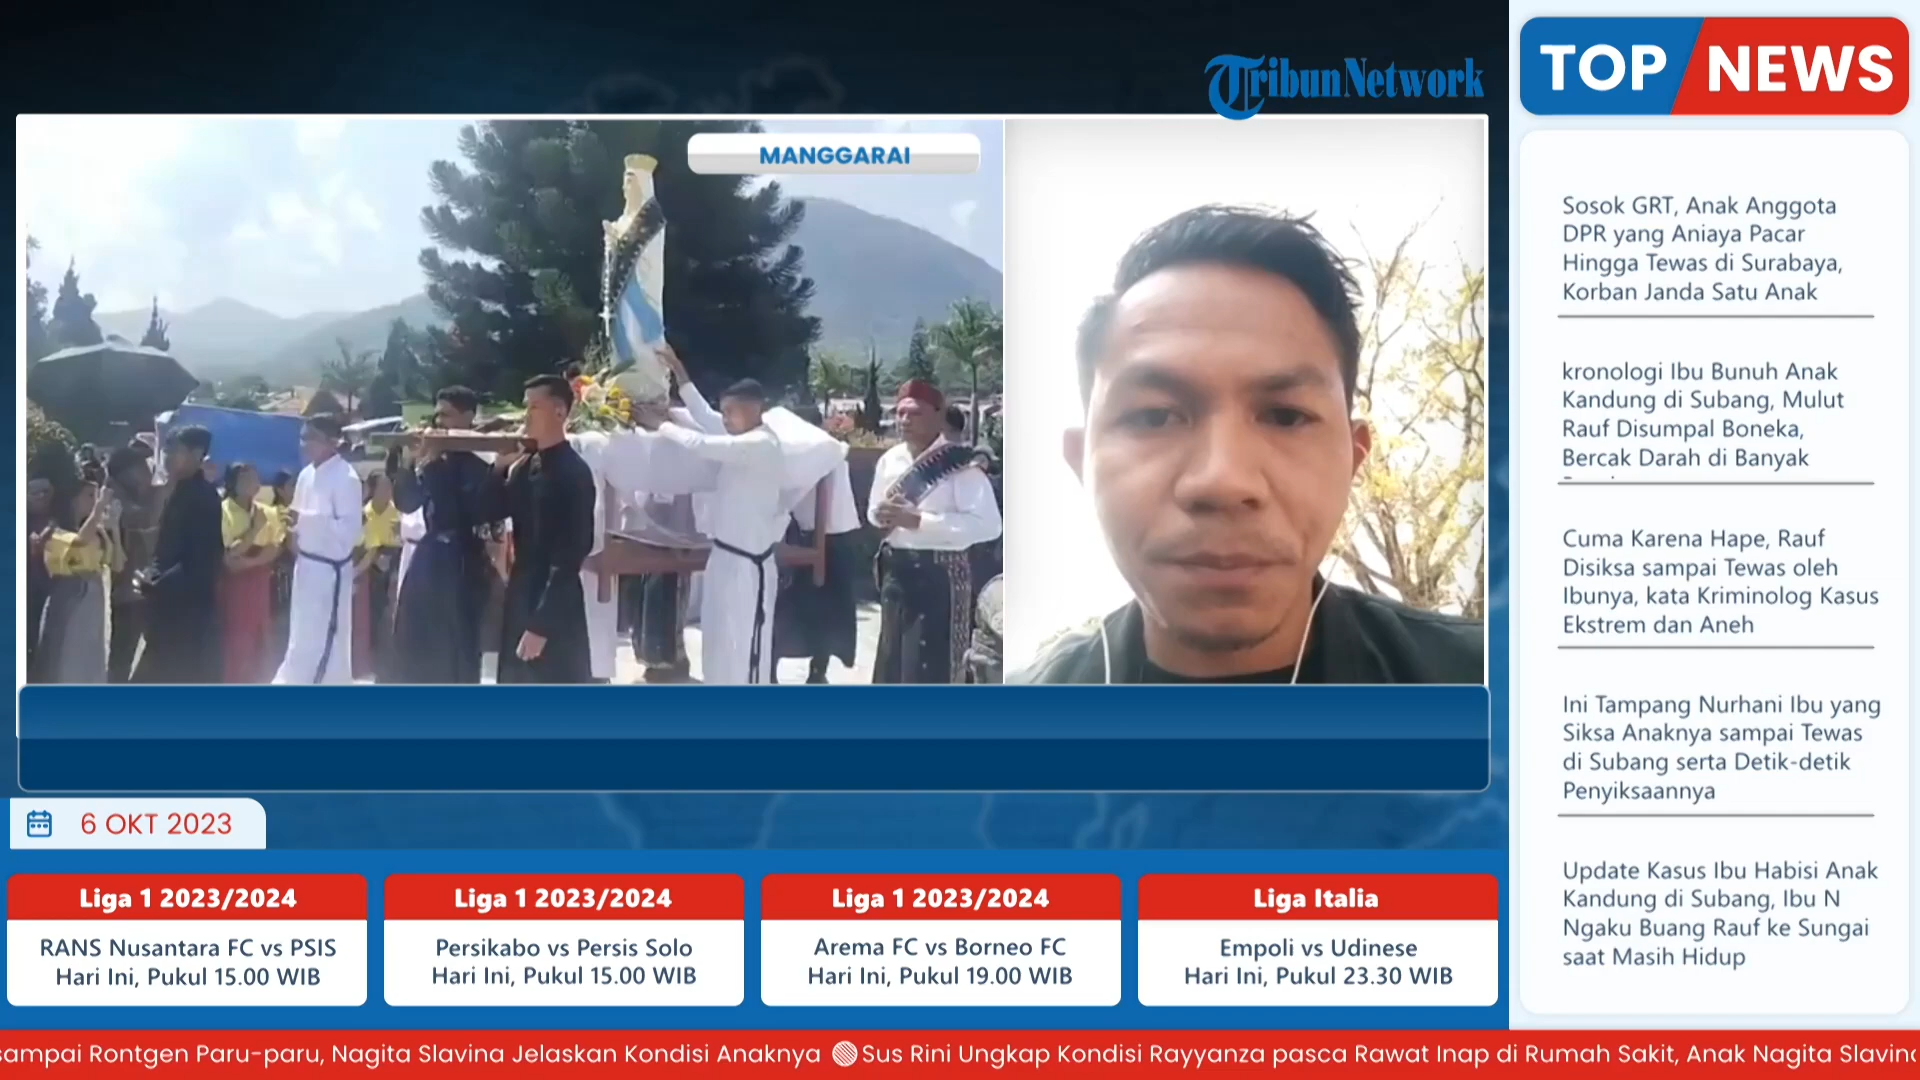 TribunNetwork
MANGGARAI
TOP NEWS
Sosok GRT, Anak Anggota
DPR yang Aniaya Pacar
Hingga Tewas di Surabaya,
Korban Janda Satu Anak
kronologi Ibu Bunuh Anak
Kandung di Subang, Mulut
Rauf Disumpal Boneka,
Bercak Darah di Banyak
Cuma Karena Hape, Rauf
Disiksa sampai Tewas oleh
Ibunya, kata Kriminolog Kasus
Ekstrem dan Aneh
Ini Tampang Nurhani Ibu yang
Siksa Anaknya sampai Tewas
di Subang serta Detik-detik
Penyiksaannya
Update Kasus Ibu Habisi Anak
Kandung di Subang, Ibu N
Ngaku Buang Rauf ke Sungai
saat Masih Hidup
6 OKT 2023
Liga 1 2023/2024
RANS Nusantara FC vs PSIS
Hari Ini, Pukul 15.00 WIB
Liga 1 2023/2024
Persikabo vs Persis Solo
Hari Ini, Pukul 15.00 WIB
Liga 1 2023/2024
Arema FC vs Borneo FC
Hari Ini, Pukul 19.00 WIB
Liga Italia
Empoli vs Udinese
Hari Ini, Pukul 23.30 WIB
sampai Rontgen Paru-paru, Nagita Slavina Jelaskan Kondisi Anaknya Sus Rini Ungkap Kondisi Rayyanza pasca Rawat Inap di Rumah Sakit, Anak Nagita Slavina